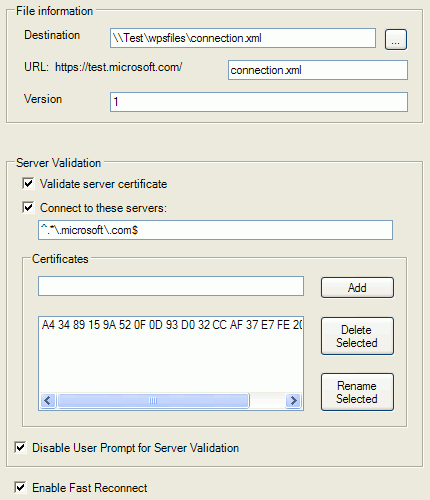 File information
Destination
\\Test\wpsfiles\connection.xml
...
URL: https://test.microsoft.com/
connection.xml
Version
1
Server Validation
Validate server certificate
Connect to these servers:
^.*\.microsoft\.com$
Certificates
Add
A4 34 89 15 9A 52 0F 0D 93 D0 32 CC AF 37 E7 FE 20
Delete
Selected
Rename
Selected
Disable User Prompt for Server Validation
Enable Fast Reconnect